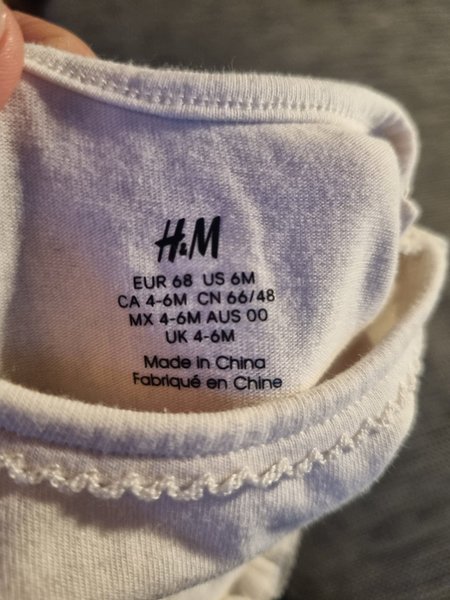 H&M
EUR 68 US 6M
CA 4-6M CN 66/48
MX 4-6M AUS 00
UK 4-6M
Made in China
Fabriqué en Chine